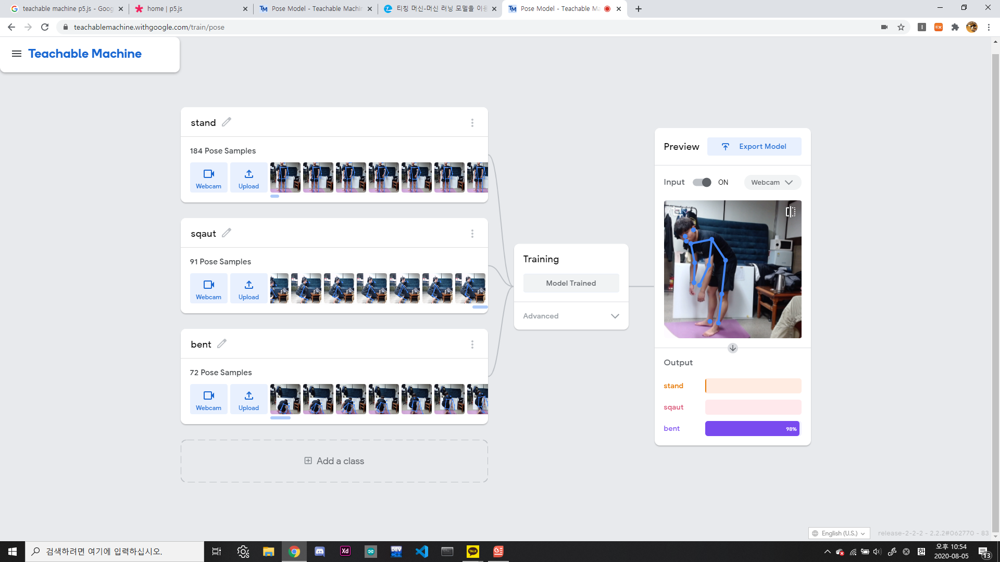 teachable machine p5.js - Goog
home | p5.js
Pose Model - Teachable Machin
티칭 머신-머신 러닝 모델을 이용
Pose Model - Teachable Ma
teachablemachine.withgoogle.com/train/pose
Teachable Machine
stand
184 Pose Samples
Webcam
Upload
sqaut
91 Pose Samples
Webcam
Upload
bent
72 Pose Samples
Webcam
Upload
Add a class
Training
Model Trained
Advanced
Preview
Export Model
Input
ON
Webcam
Output
stand
sqaut
bent
98%
English (U.S.)
release-2-2-2 - 2.2.2#062770 - 83
검색하려면 여기에 입력하십시오.
Xd
DEV
TALK
한
오후 10:54
2020-08-05
13